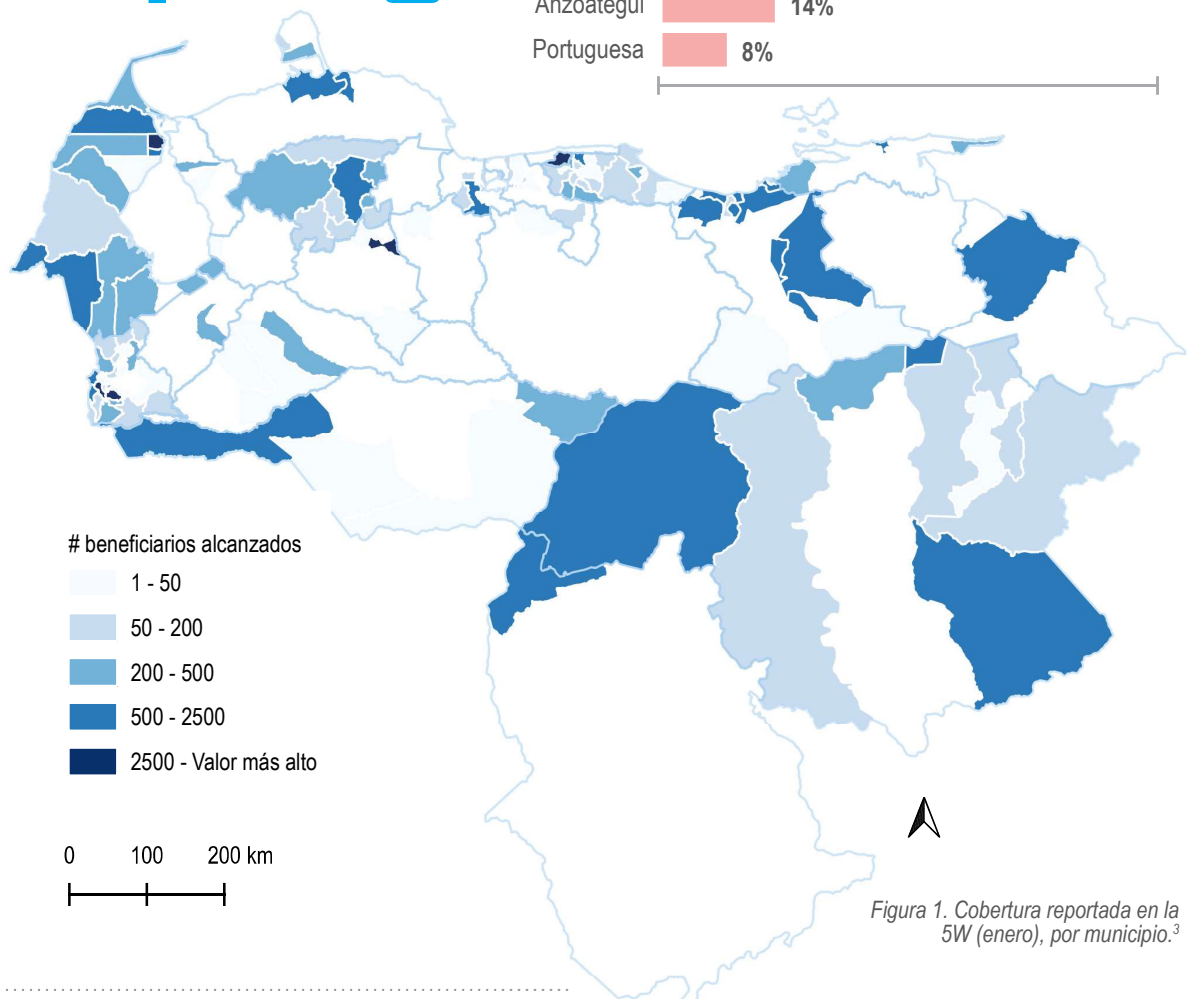 Anzoátegui 14%
Portuguesa 8%
# beneficiarios alcanzados
1 - 50
50 - 200
200 - 500
500 - 2500
2500 - Valor más alto
0 100 200 km
Figura 1. Cobertura reportada en la
5W (enero), por municipio.³